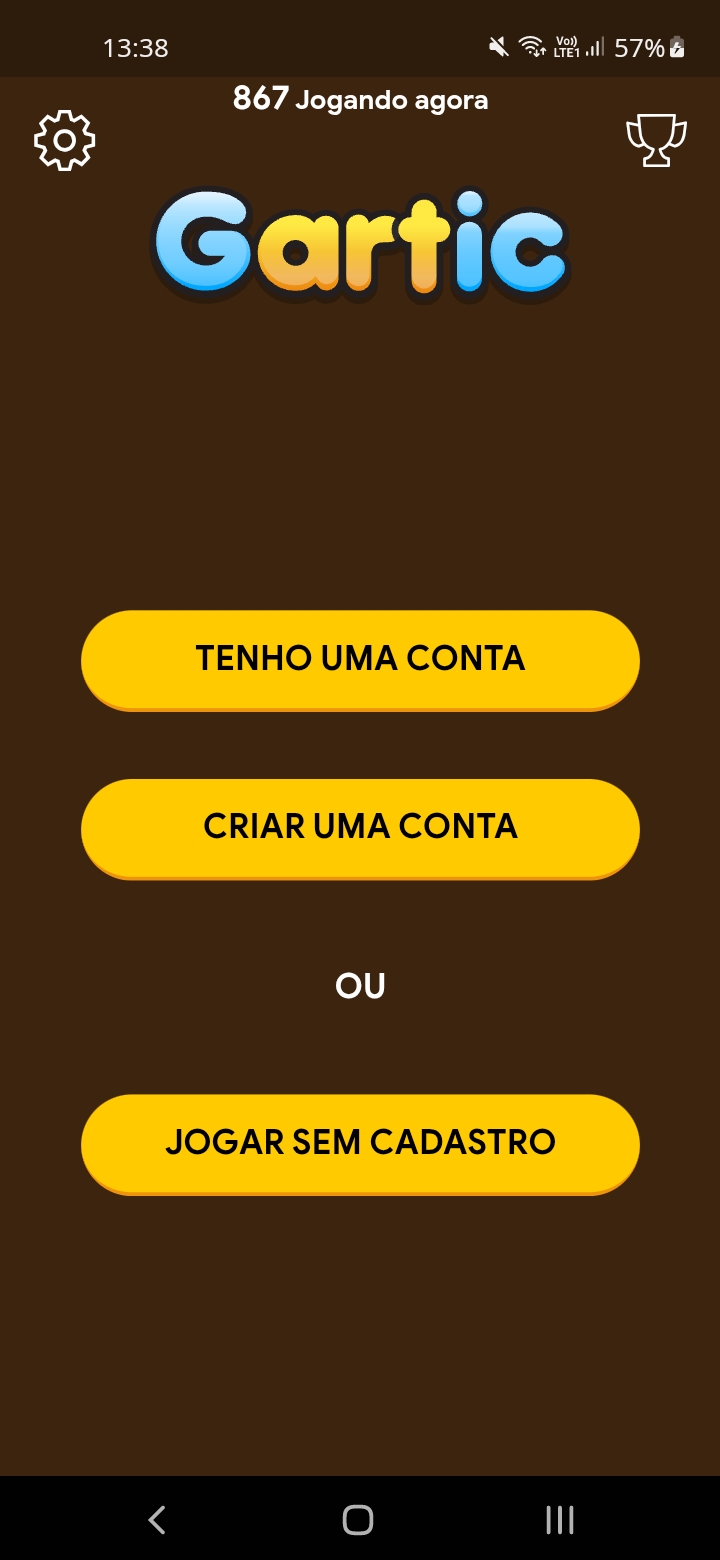 13:38
Vo))
LTE1
57%
867 Jogando agora
Gartic
TENHO UMA CONTA
CRIAR UMA CONTA
OU
JOGAR SEM CADASTRO